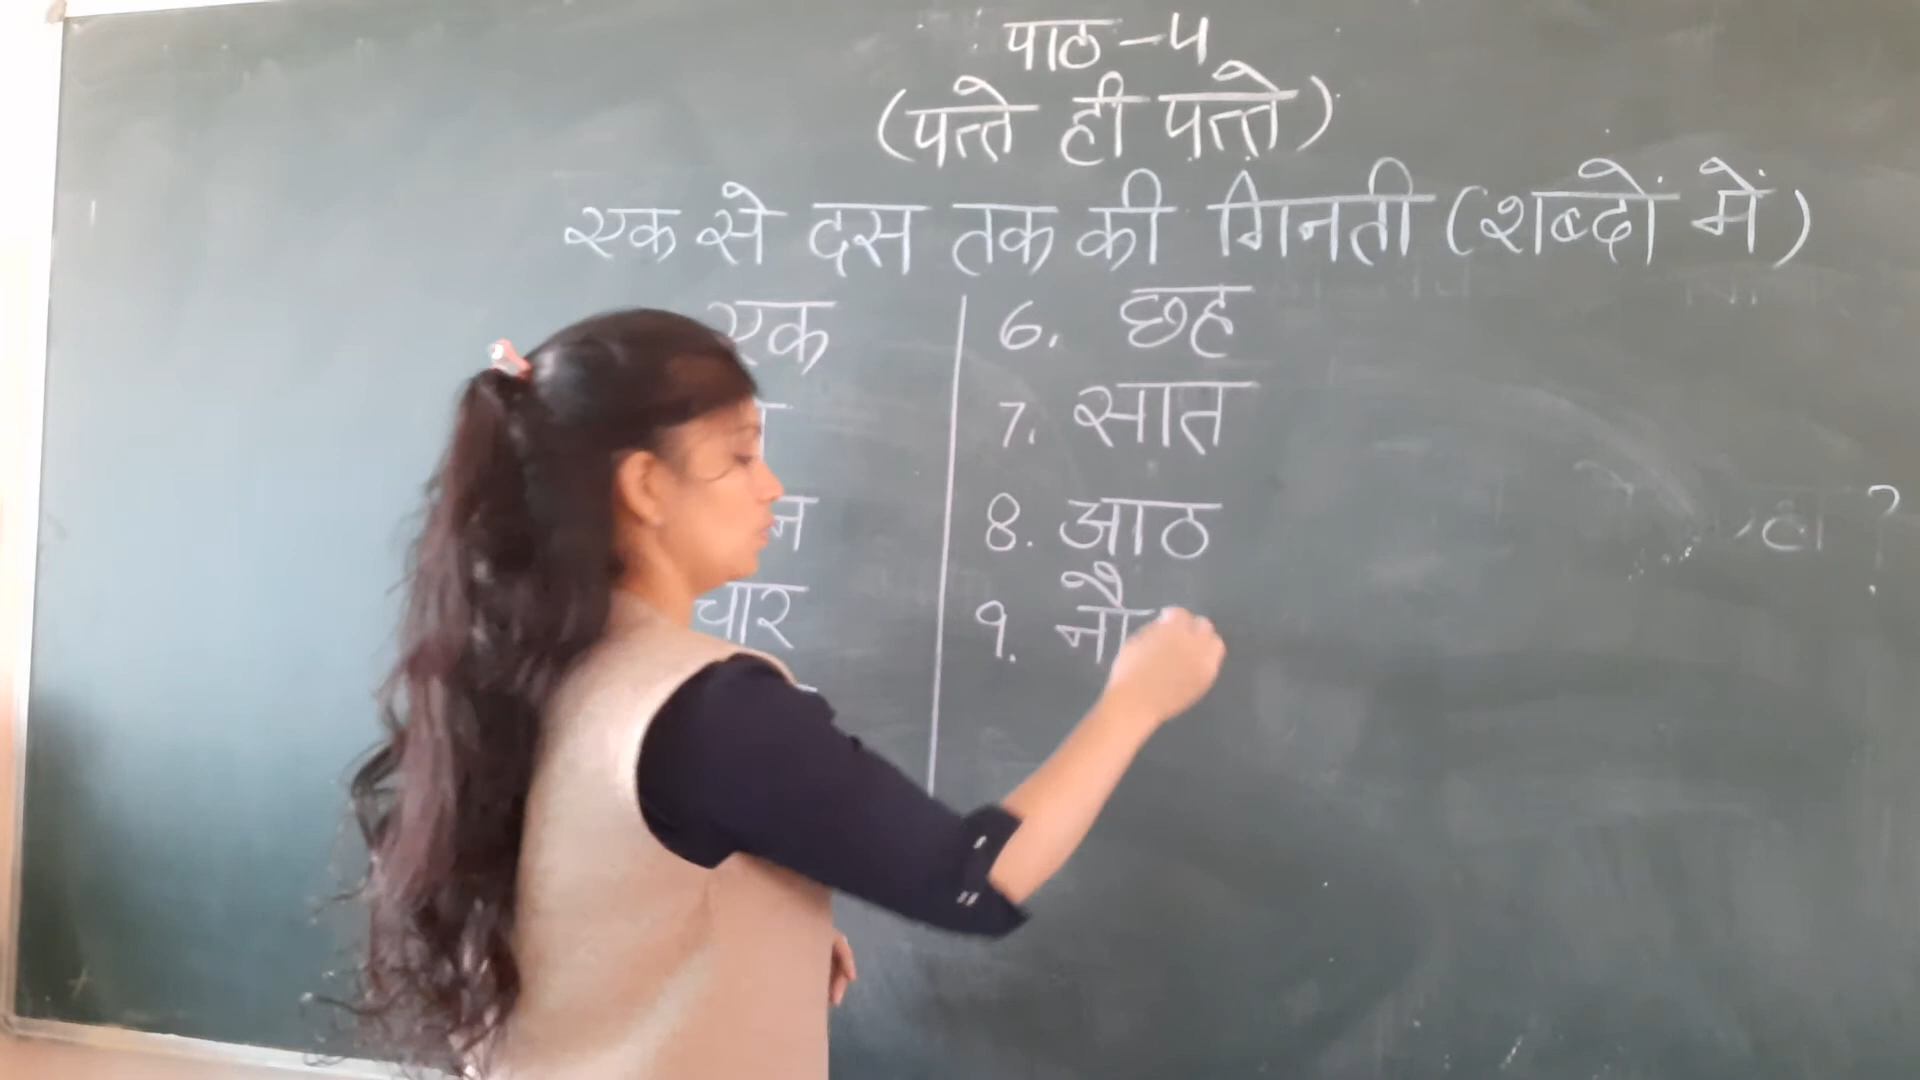 पाठ-५
(पत्ते ही पत्ते)
एक से दस तक की गिनती (शब्दों में)
एक
चार
6. छह
7. सात
8. आठ
9. नौ